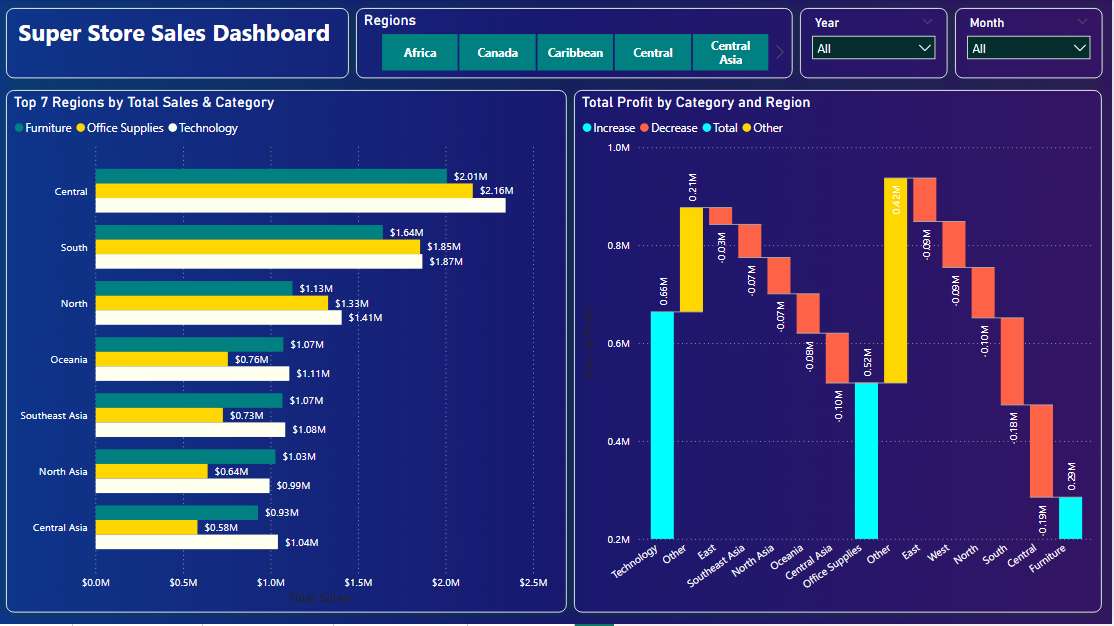 Super Store Sales Dashboard
Regions
Africa
Canada
Caribbean
Central
Central
Asia
Year
All
Month
All
Top 7 Regions by Total Sales & Category
Furniture Office Supplies Technology
Central
$2.01M
$2.16M
South
$1.64M
$1.85M
$1.87M
North
$1.13M
$1.33M
$1.41M
Oceania
$1.07M
$0.76M
$1.11M
Southeast Asia
$1.07M
$0.73M
$1.08M
North Asia
$1.03M
$0.64M
$0.99M
Central Asia
$0.93M
$0.58M
$1.04M
$0.0M $0.5M $1.0M $1.5M $2.0M $2.5M
Total Sales
Total Profit by Category and Region
Increase Decrease Total Other
1.0M
0.8M
0.6M
0.4M
0.2M
0.66M
0.21M
-0.03M
-0.07M
-0.07M
-0.08M
-0.10M
0.52M
0.42M
-0.09M
-0.09M
-0.10M
-0.18M
-0.19M
0.29M
Technology
Other
East
Southeast Asia
North Asia
Oceania
Central Asia
Office Supplies
Other
East
West
North
South
Central
Furniture